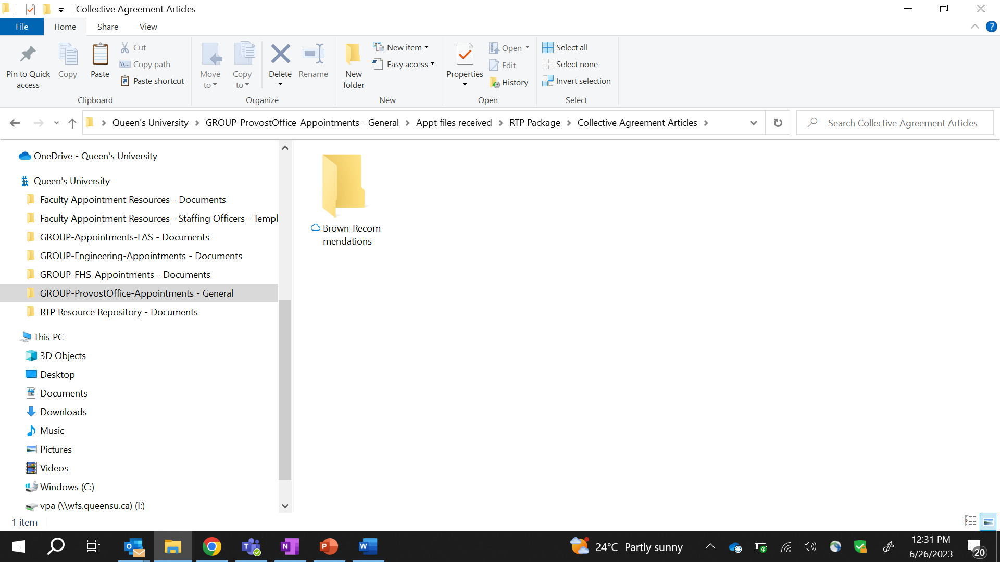 Collective Agreement Articles
File
Home
Share
View
Pin to Quick
access
Copy
Paste
Cut
Copy path
Paste shortcut
Clipboard
Move
to
Copy
to
Delete
Rename
Organize
New
folder
New item
Easy access
New
Properties
Open
Edit
History
Open
Select all
Select none
Invert selection
Select
Queen's University
GROUP-ProvostOffice-Appointments - General
Appt files received
RTP Package
Collective Agreement Articles
Search Collective Agreement Articles
OneDrive - Queen's University
Queen's University
Faculty Appointment Resources - Documents
Faculty Appointment Resources - Staffing Officers - Templ
GROUP-Appointments-FAS - Documents
GROUP-Engineering-Appointments - Documents
GROUP-FHS-Appointments - Documents
GROUP-ProvostOffice-Appointments - General
RTP Resource Repository - Documents
This PC
3D Objects
Desktop
Documents
Downloads
Music
Pictures
Videos
Windows (C:)
vpa (\\wfs.queensu.ca) (I:)
Brown_Recom
mendations
1 item
24°C Partly sunny
12:31 PM
6/26/2023
20